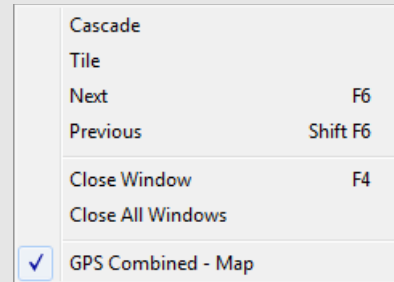 Cascade
Tile
Next F6
Previous Shift F6
Close Window F4
Close All Windows
GPS Combined - Map